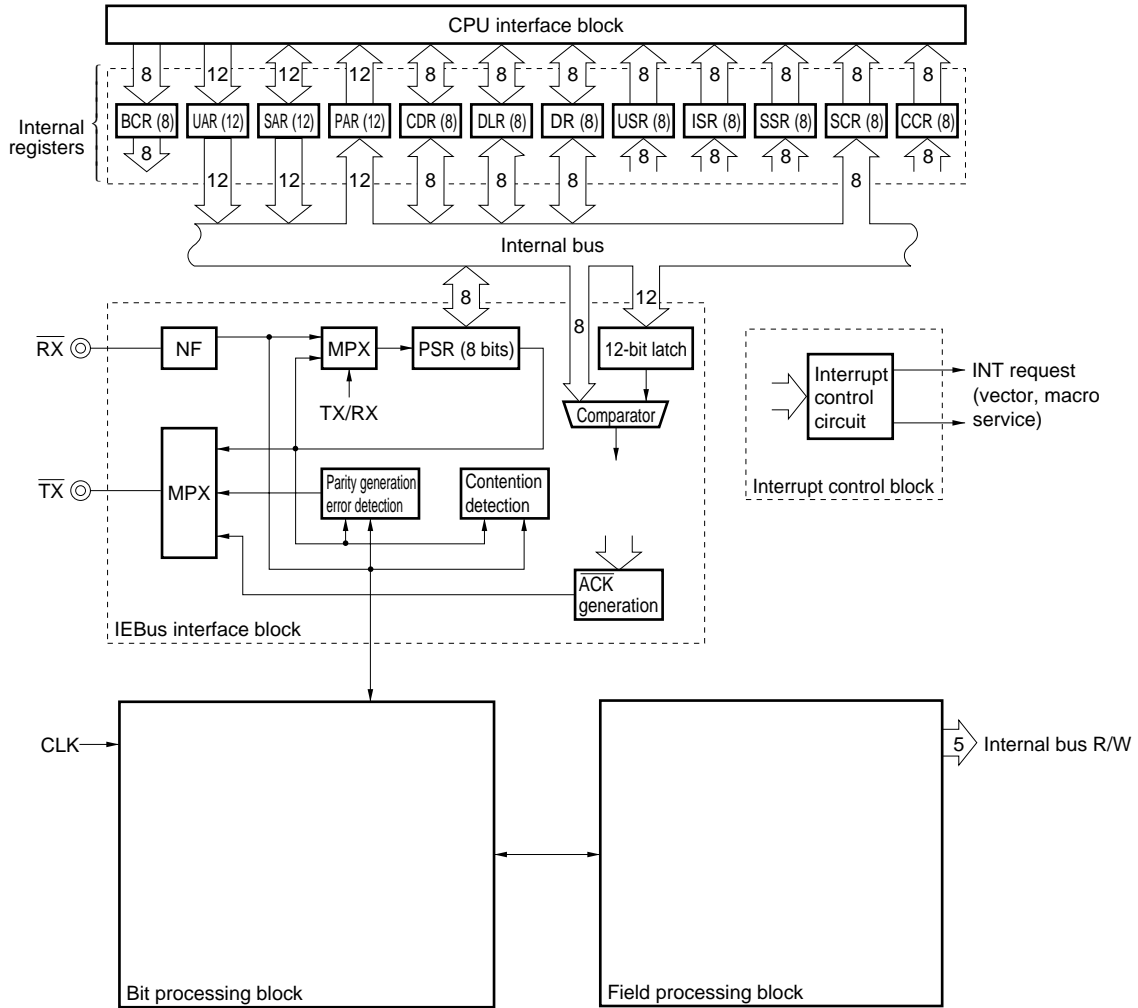 CPU interface block
8 12 12 12 8 8 8 8 8 8 8 8
Internal
registers
BCR (8) UAR (12) SAR (12) PAR (12) CDR (8) DLR (8) DR (8) USR (8) ISR (8) SSR (8) SCR (8) CCR (8)
8 8 8 8 8
12 12 12 8 8 8 8
Internal bus
8 8 12
RX NF MPX PSR (8 bits) 12-bit latch
TX/RX
Comparator
Interrupt
control
circuit
INT request
(vector, macro
service)
Interrupt control block
TX MPX
Parity generation
error detection
Contention
detection
ACK
generation
IEBus interface block
CLK
5 Internal bus R/W
Bit processing block
Field processing block